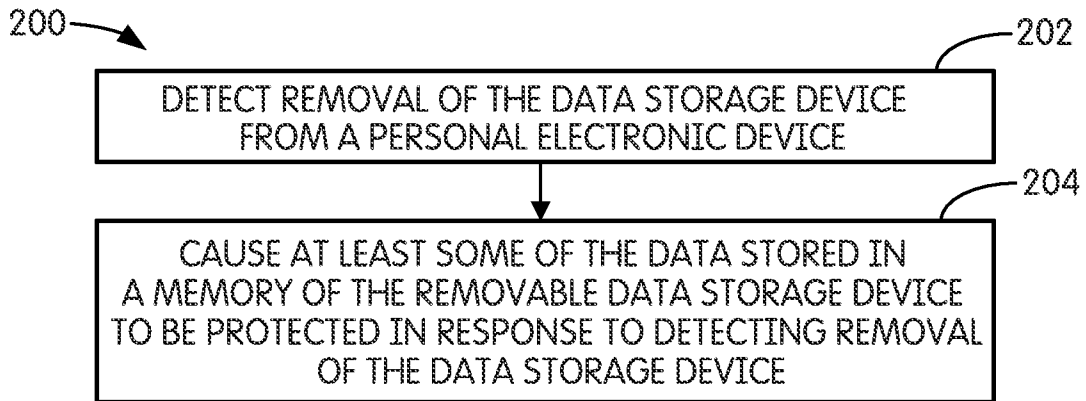 200
202
DETECT REMOVAL OF THE DATA STORAGE DEVICE
FROM A PERSONAL ELECTRONIC DEVICE
204
CAUSE AT LEAST SOME OF THE DATA STORED IN
A MEMORY OF THE REMOVABLE DATA STORAGE DEVICE
TO BE PROTECTED IN RESPONSE TO DETECTING REMOVAL
OF THE DATA STORAGE DEVICE